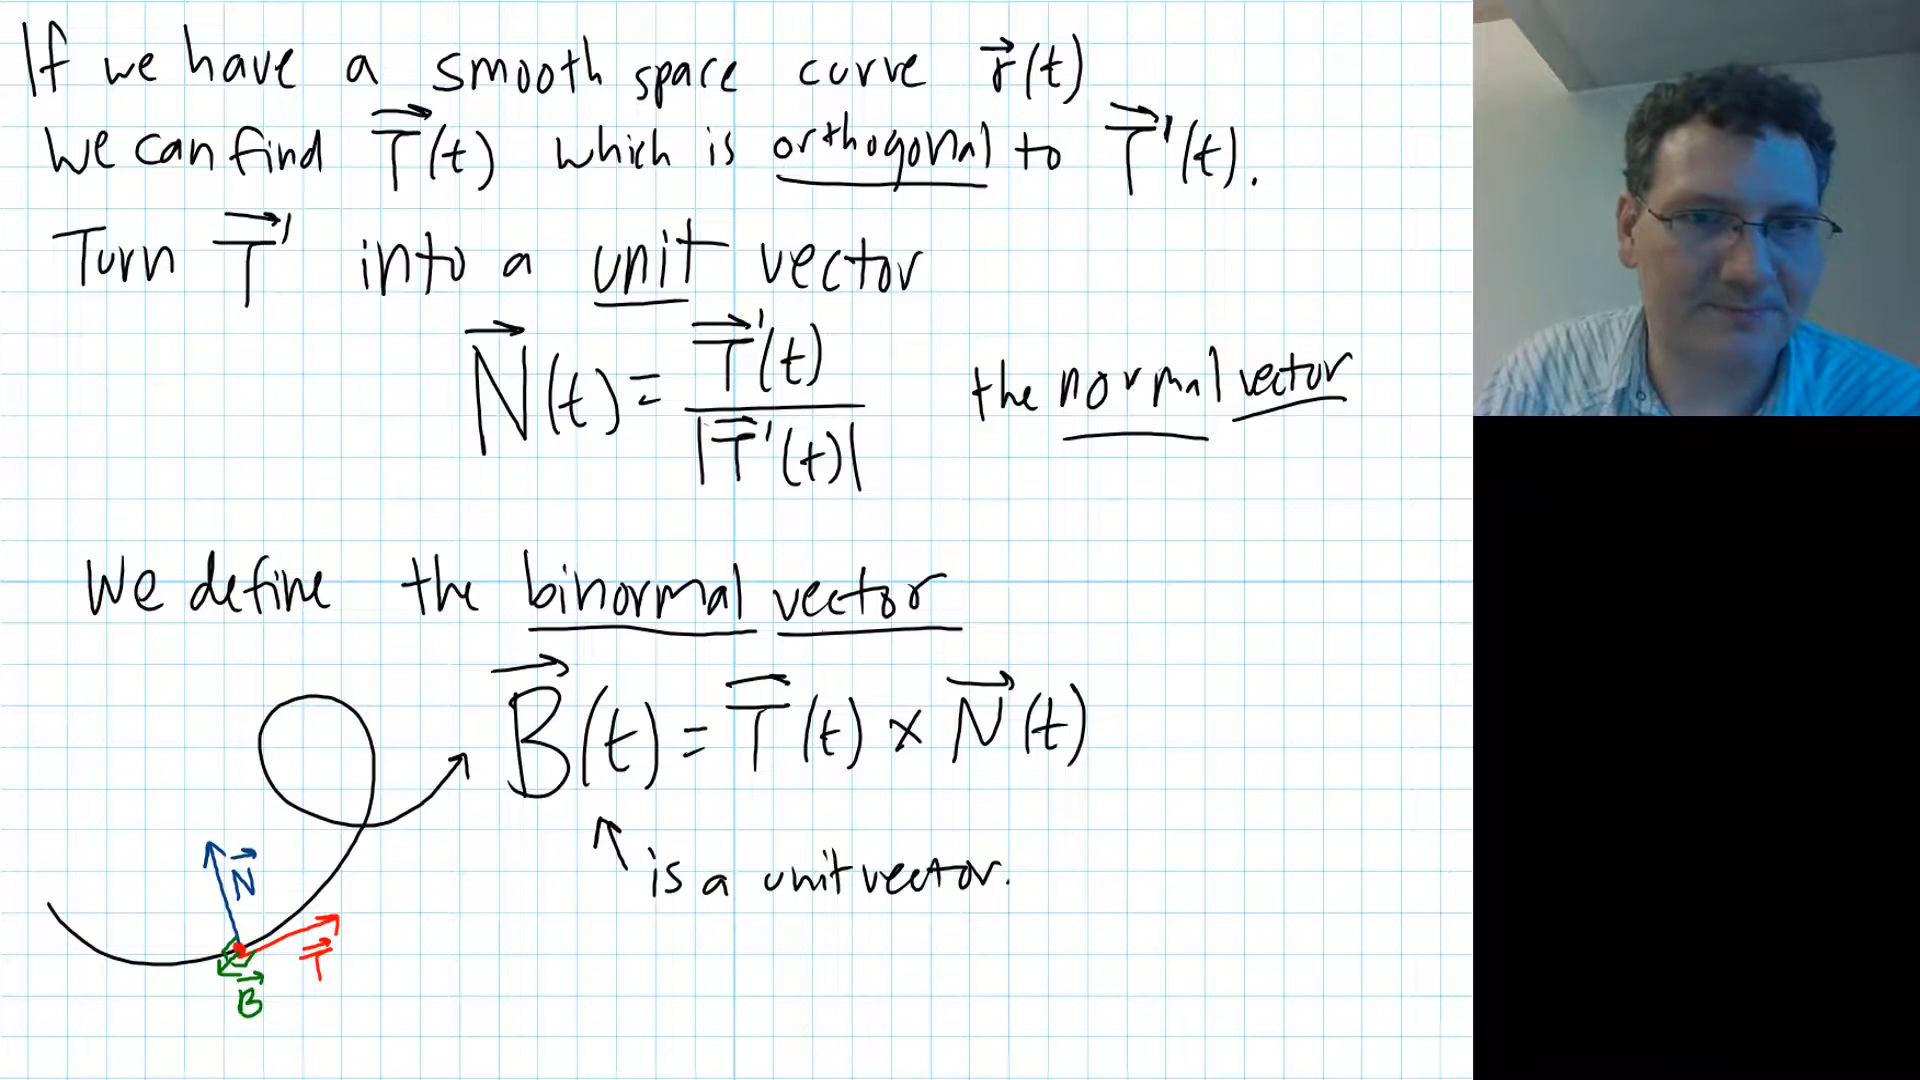 If we have a smooth space curve r⃗(t)
We can find T⃗(t) which is orthogonal to T⃗'(t).
Turn T⃗' into a unit vector
N⃗(t) = T⃗'(t) / |T⃗'(t)| the normal vector
We define the binormal vector
B⃗(t) = T⃗(t) × N⃗(t)
↑ is a unit vector.
N⃗
T⃗
B⃗